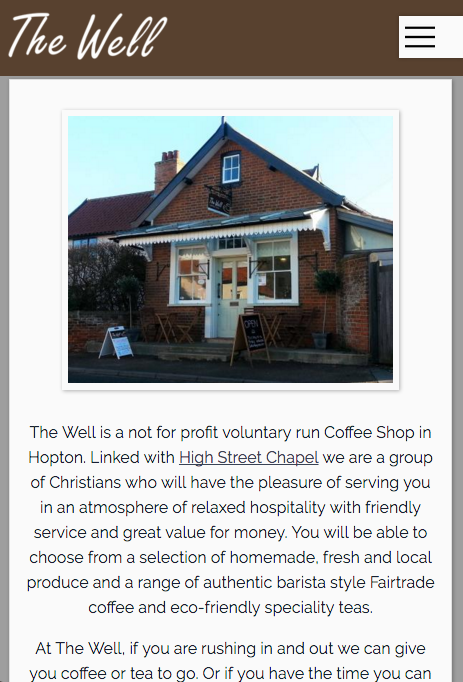 The Well
The Well
OPEN
The Well is a not for profit voluntary run Coffee Shop in
Hopton. Linked with High Street Chapel we are a group
of Christians who will have the pleasure of serving you
in an atmosphere of relaxed hospitality with friendly
service and great value for money. You will be able to
choose from a selection of homemade, fresh and local
produce and a range of authentic barista style Fairtrade
coffee and eco-friendly speciality teas.
At The Well, if you are rushing in and out we can give
you coffee or tea to go. Or if you have the time you can